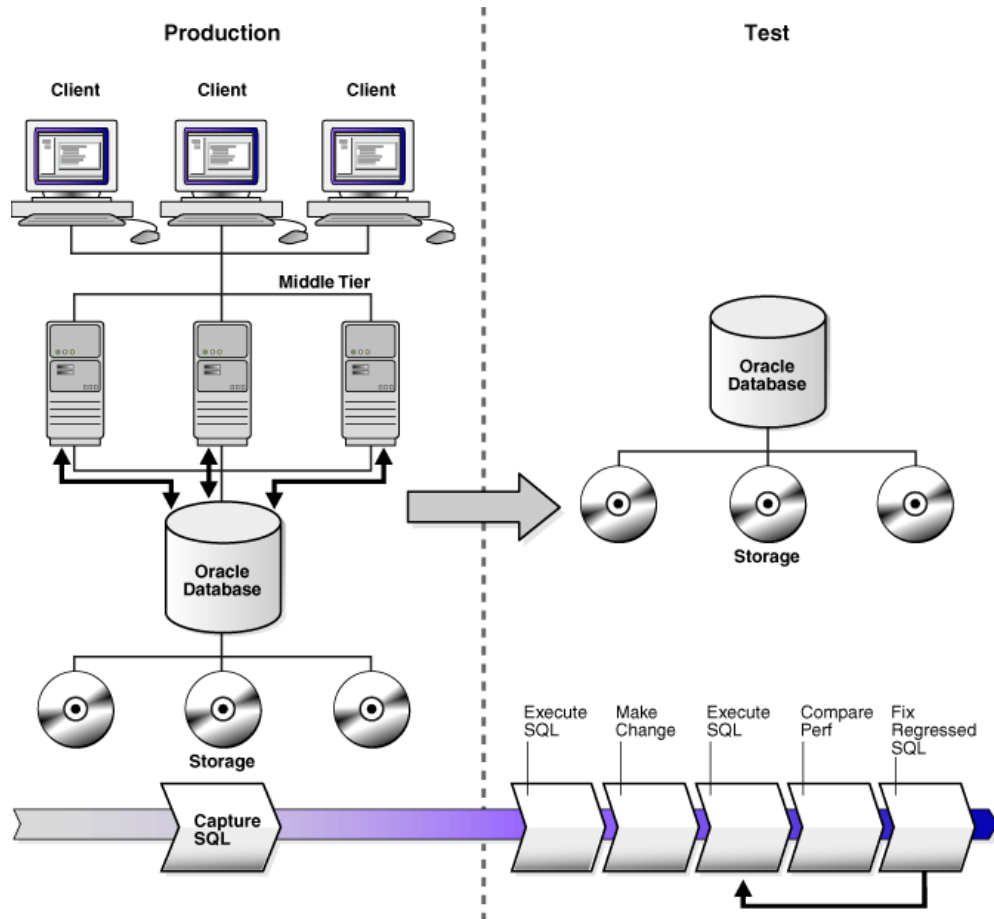 Production
Test
Client
Client
Client
Middle Tier
Oracle
Database
Storage
Oracle
Database
Storage
Capture
SQL
Execute
SQL
Make
Change
Execute
SQL
Compare
Perf
Fix
Regressed
SQL